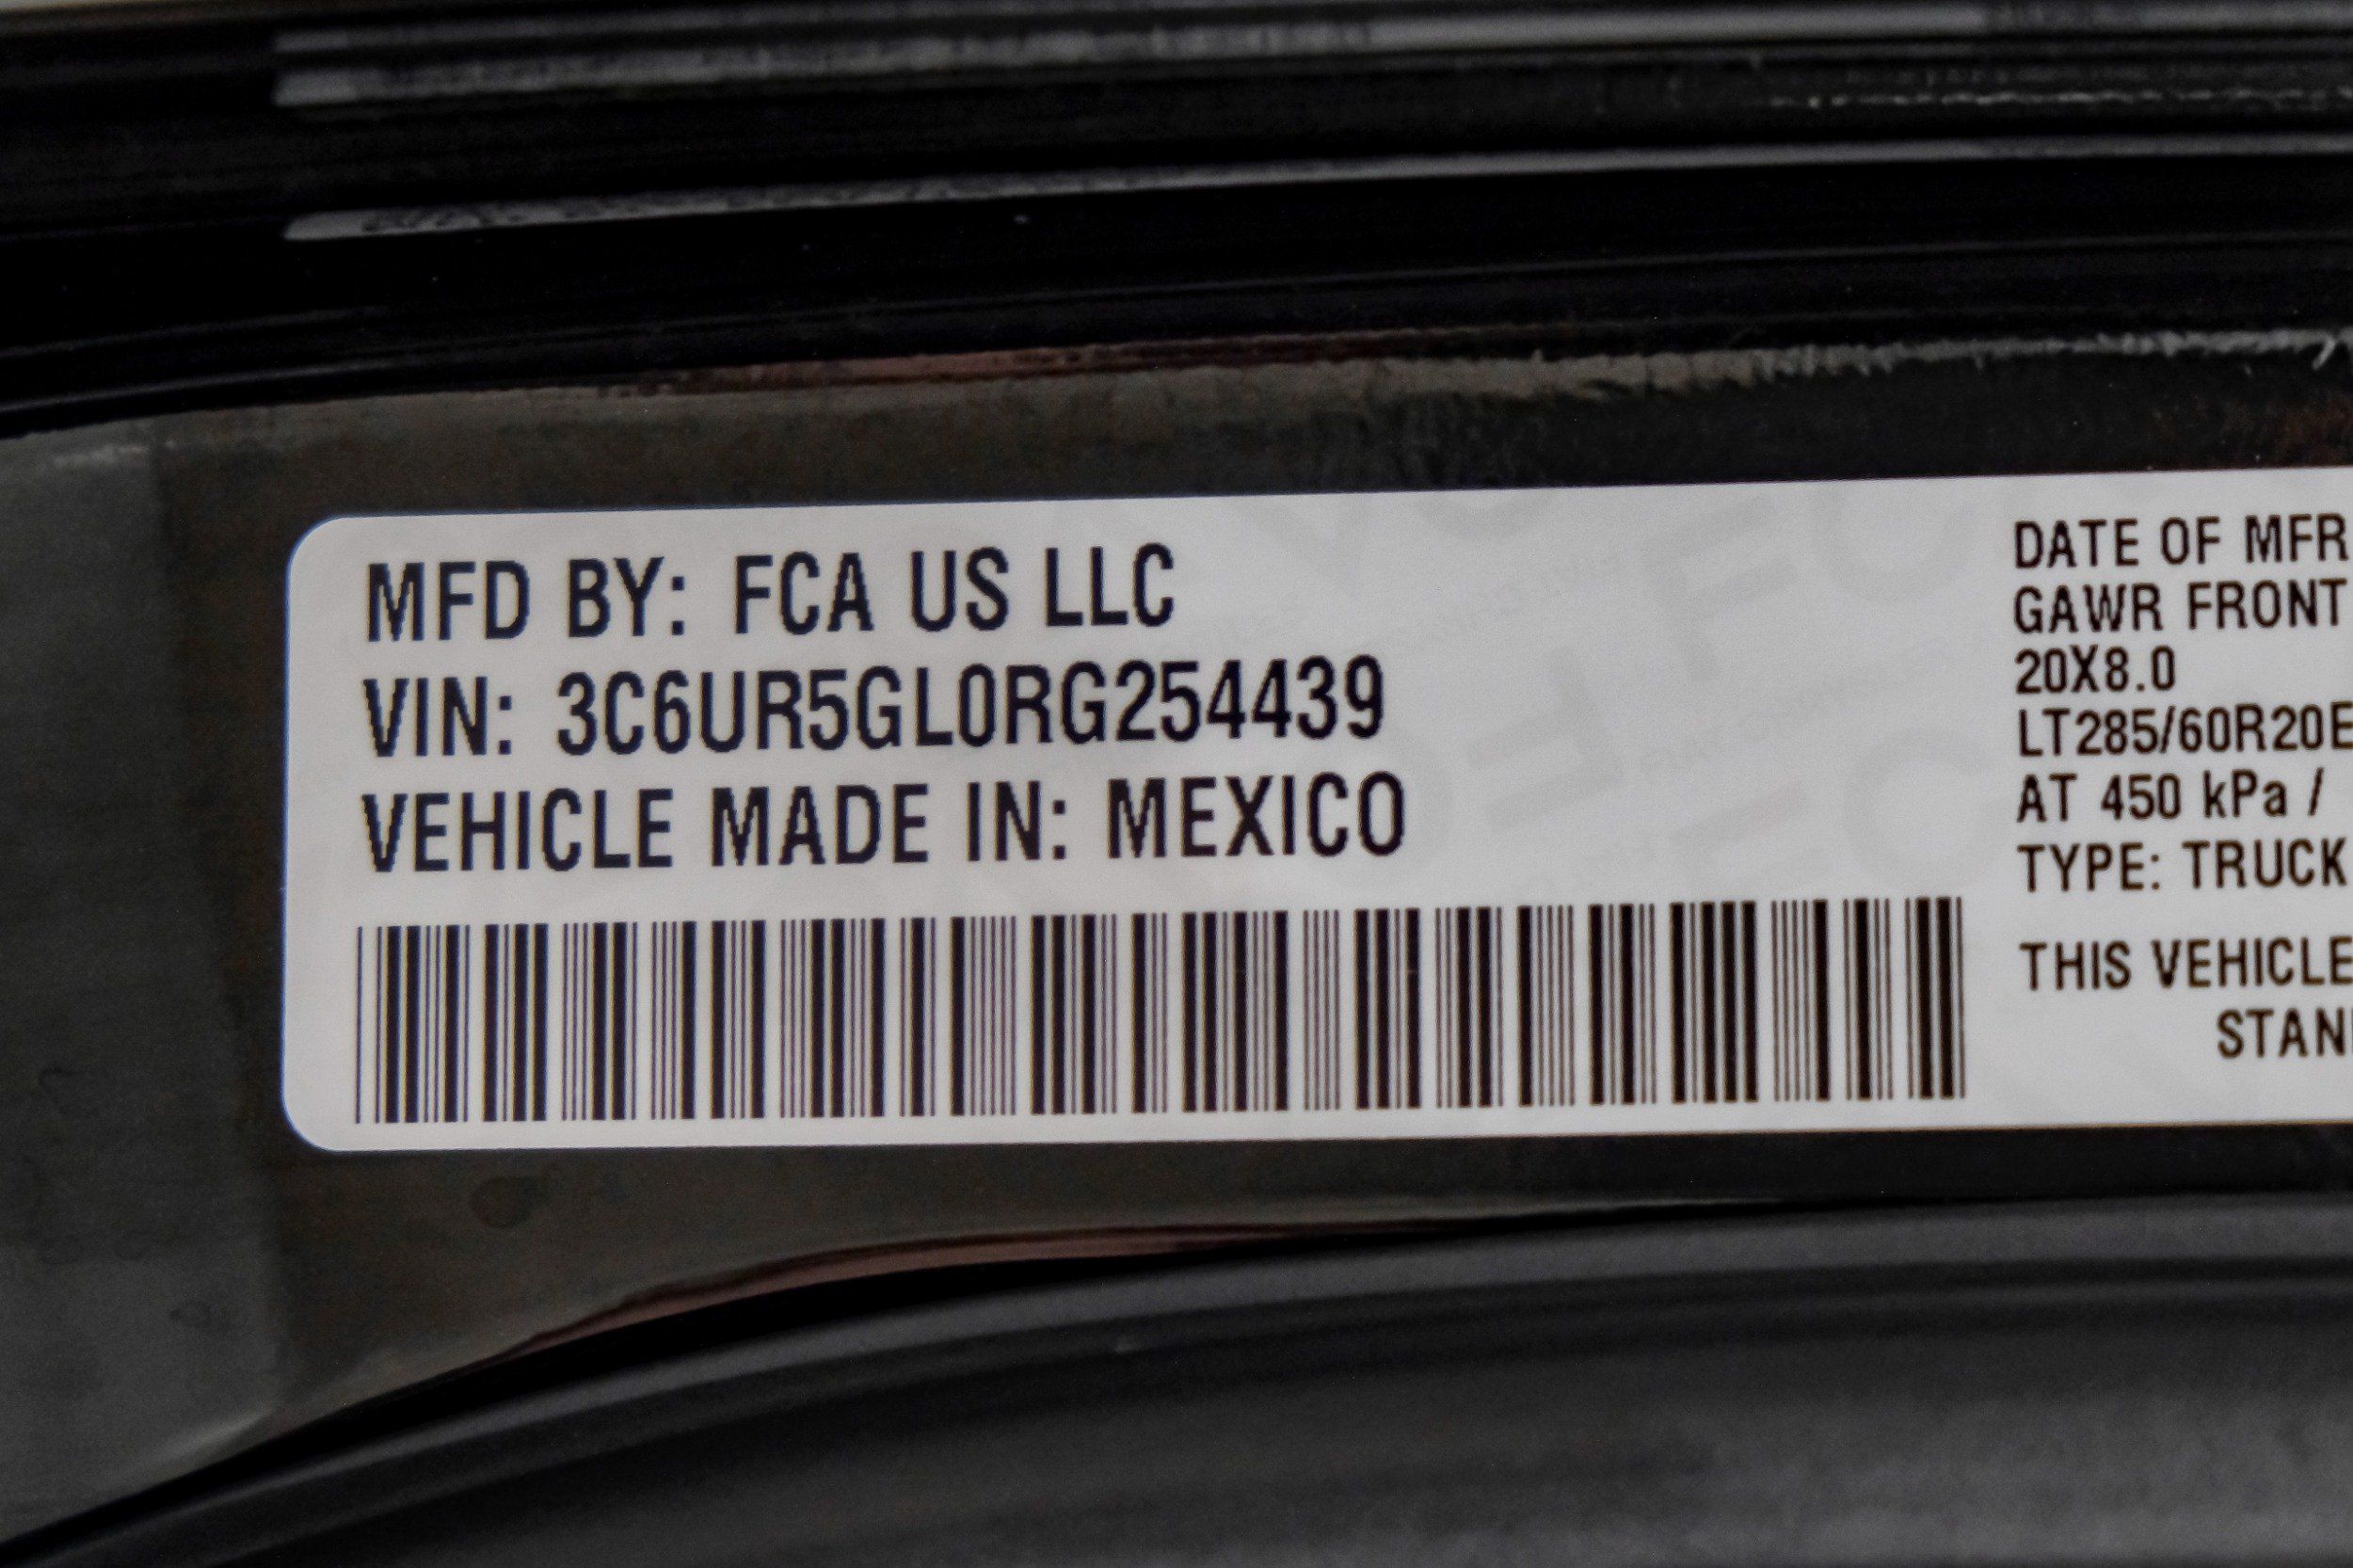 MFD BY: FCA US LLC
VIN: 3C6UR5GL0RG254439
VEHICLE MADE IN: MEXICO
DATE OF MFR
GAWR FRONT
20X8.0
LT285/60R20E
AT 450 kPa /
TYPE: TRUCK
THIS VEHICLE